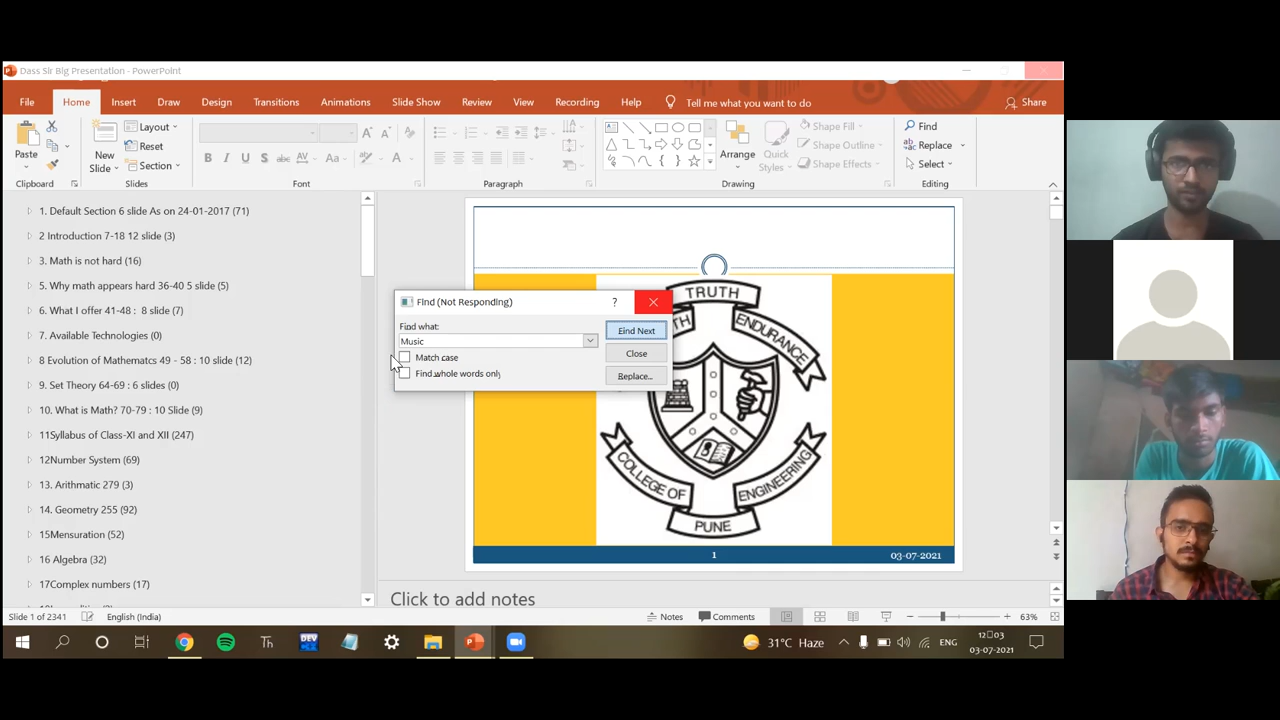 Dass Sir Big Presentation - PowerPoint
File Home Insert Draw Design Transitions Animations Slide Show Review View Recording Help Tell me what you want to do Share
Paste
Clipboard
New Slide
Layout
Reset
Section
Slides
B I U S abc AV Aa A
Font
Paragraph
Arrange
Quick Styles
Shape Fill
Shape Outline
Shape Effects
Drawing
Find
Replace
Select
Editing
1. Default Section 6 slide As on 24-01-2017 (71)
2 Introduction 7-18 12 slide (3)
3. Math is not hard (16)
5. Why math appears hard 36-40 5 slide (5)
6. What I offer 41-48 : 8 slide (7)
7. Available Technologies (0)
8 Evolution of Mathematcs 49 - 58 : 10 slide (12)
9. Set Theory 64-69 : 6 slides (0)
10. What is Math? 70-79 : 10 Slide (9)
11Syllabus of Class-XI and XII (247)
12Number System (69)
13. Arithmatic 279 (3)
14. Geometry 255 (92)
15Mensuration (52)
16 Algebra (32)
17Complex numbers (17)
Find (Not Responding) ?
Find what:
Music
Match case
Find whole words only
Find Next
Close
Replace...
TRUTH
ENDURANCE
COLLEGE OF
ENGINEERING
PUNE
1
03-07-2021
Click to add notes
Slide 1 of 2341 English (India) Notes Comments 63%
Th
DEV
31°C Haze
ENG
03-07-2021